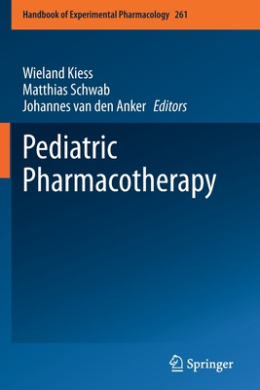 Handbook of Experimental Pharmacology 261
Wieland Kiess
Matthias Schwab
Johannes van den Anker Editors
Pediatric
Pharmacotherapy
Springer